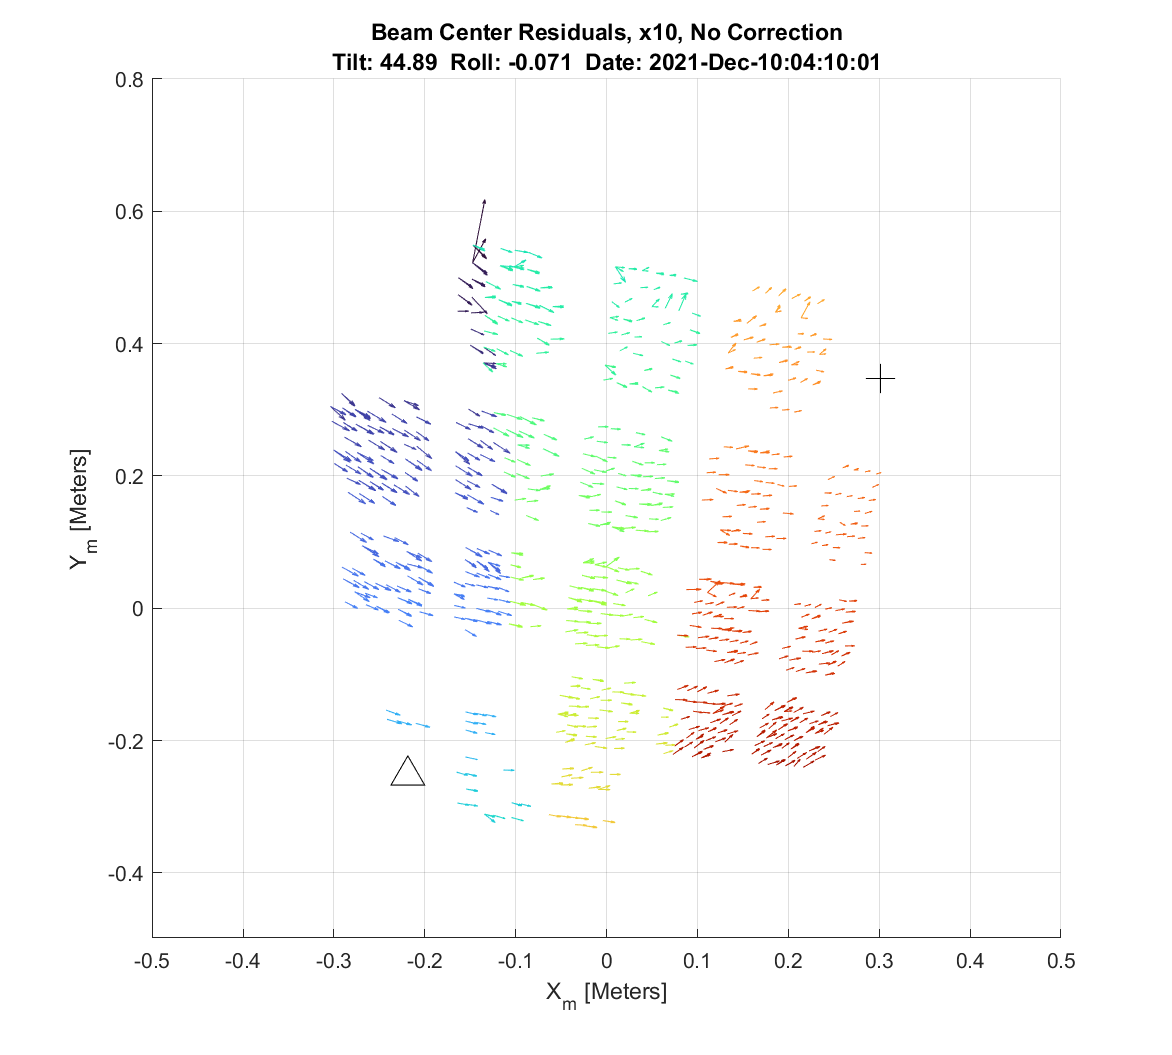 Beam Center Residuals, x10, No Correction
Tilt: 44.89  Roll: -0.071  Date: 2021-Dec-10:04:10:01
0.8
0.6
0.4
0.2
0
-0.2
-0.4
Y_m [Meters]
-0.5 -0.4 -0.3 -0.2 -0.1 0 0.1 0.2 0.3 0.4 0.5
X_m [Meters]